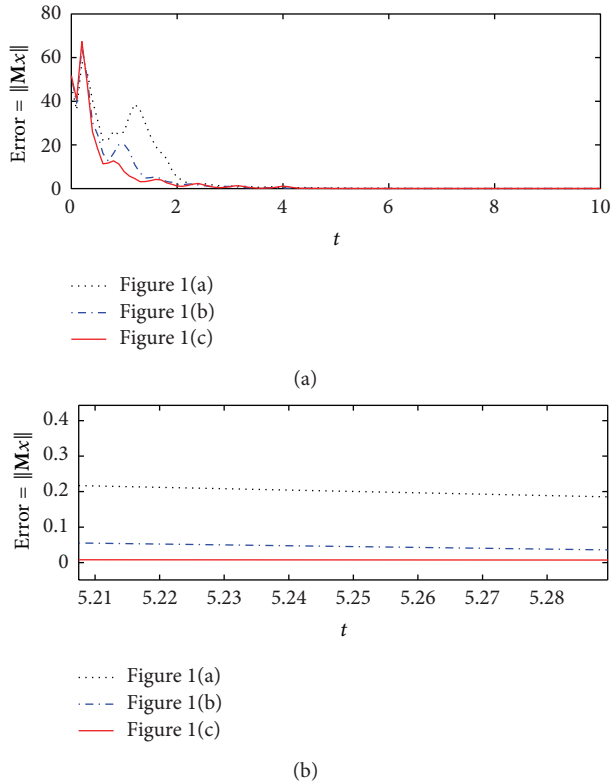 80
60
40
20
0
Error = ‖Mx‖
0 2 4 6 8 10
t
Figure 1(a)
Figure 1(b)
Figure 1(c)
(a)
0.4
0.3
0.2
0.1
0
Error = ‖Mx‖
5.21 5.22 5.23 5.24 5.25 5.26 5.27 5.28
t
Figure 1(a)
Figure 1(b)
Figure 1(c)
(b)